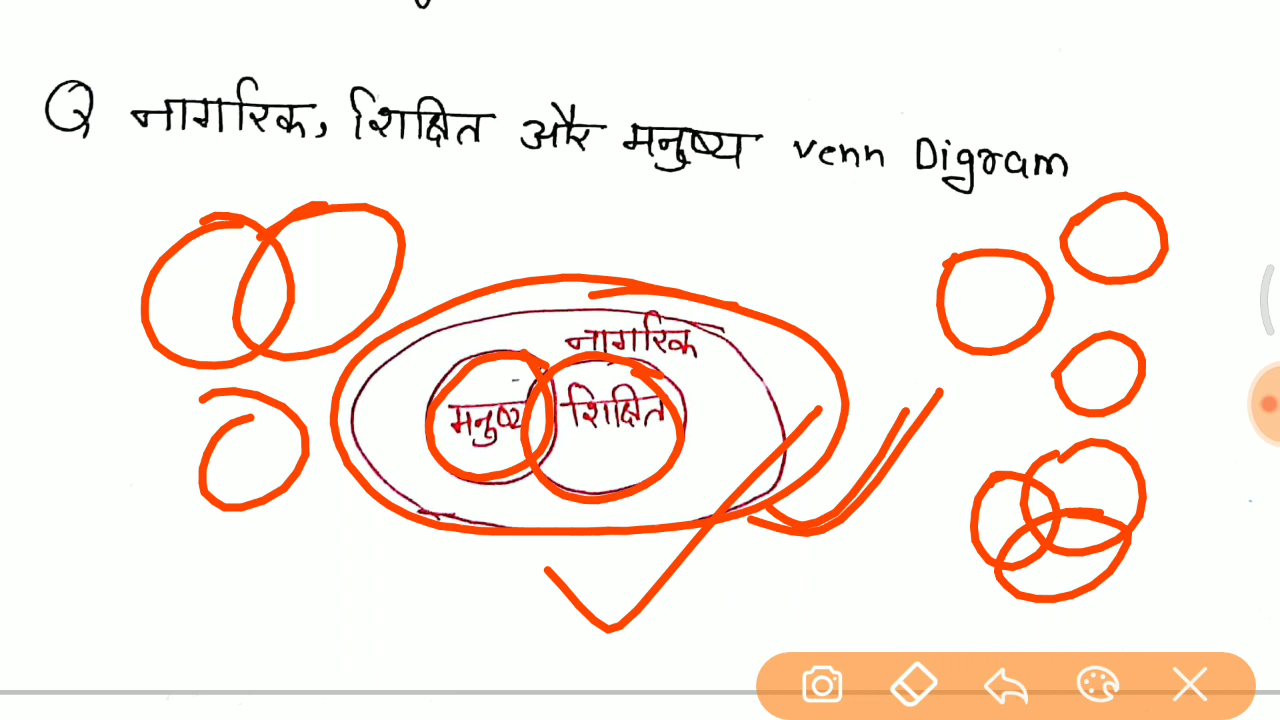 Q नागरिक, शिक्षित और मनुष्य venn Digram
नागरिक
मनुष्य शिक्षित